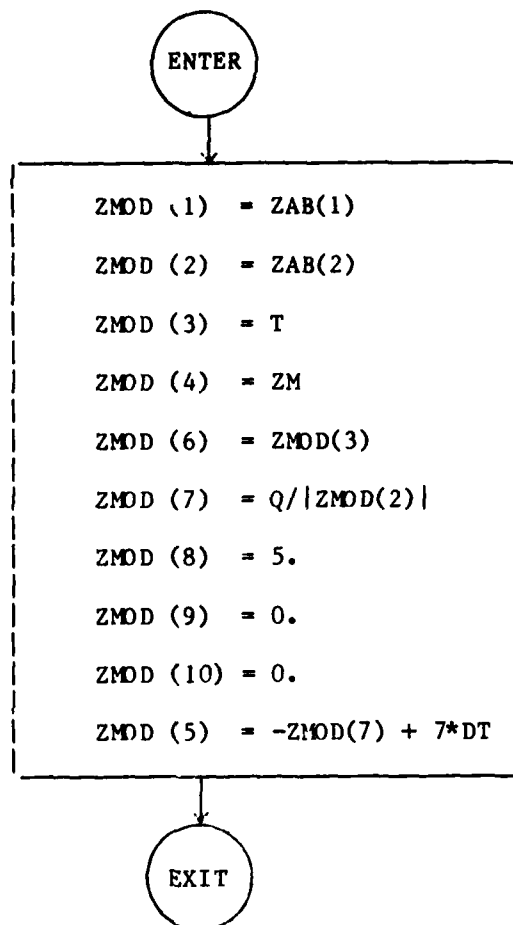 ENTER
ZMOD (1) = ZAB(1)
ZMOD (2) = ZAB(2)
ZMOD (3) = T
ZMOD (4) = ZM
ZMOD (6) = ZMOD(3)
ZMOD (7) = Q/|ZMOD(2)|
ZMOD (8) = 5.
ZMOD (9) = 0.
ZMOD (10) = 0.
ZMOD (5) = -ZMOD(7) + 7*DT
EXIT